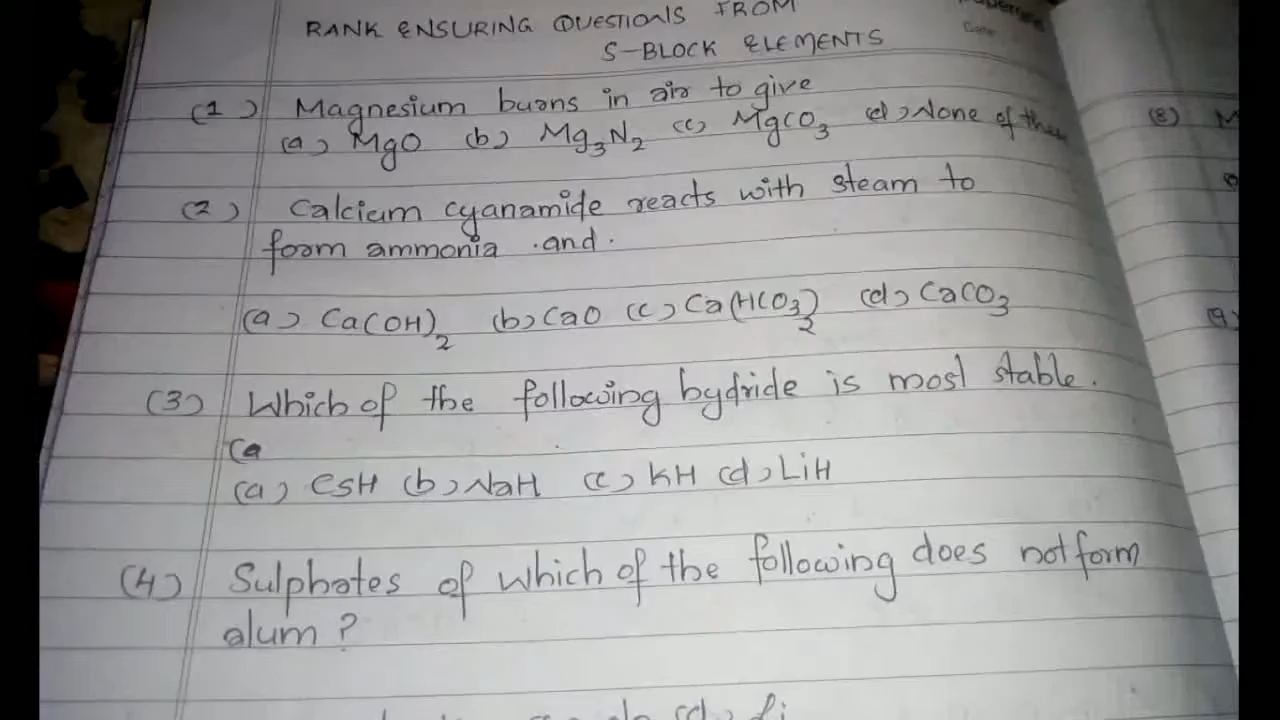 RANK ENSURING QUESTIONS FROM
S-BLOCK ELEMENTS
(1) Magnesium burns in air to give
(a) MgO (b) Mg3N2 (c) MgCO3 (d) None of
(2) Calcium cyanamide reacts with steam to
form ammonia .and.
(a) Ca(OH)2 (b) CaO (c) Ca(HCO3)2 (d) CaCO3
(3) Which of the following hydride is most stable.
(a
(a) CsH (b) NaH (c) KH (d) LiH
(4) Sulphates of which of the following does not form
alum ?
(d) Li
(8) M
(9)